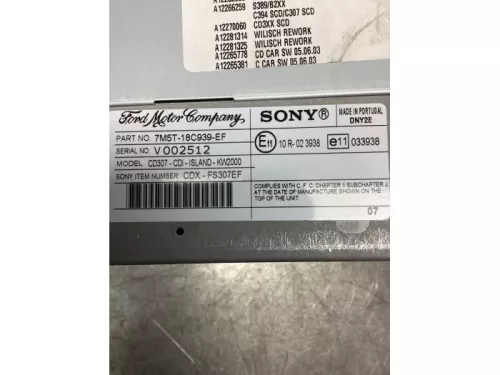 A12266259 S389/B2XX
C394 SCD/C307 SCD
A12270060 CD3XX SCD
A12281314 WILISCH REWORK
A12281325 WILISCH REWORK
A12265778 CD CAR SW 05.06.03
A12265381 C CAR SW 05.06.03
Ford Motor Company
PART NO. 7M5T-18C939-EF
SERIAL NO. V 002512
MODEL CD307 - CDI - ISLAND - KW2000
SONY ITEM NUMBER CDX - FS307EF
SONY®
MADE IN PORTUGAL
DNY2E
E11 10 R- 02 3938 e11 033938
COMPLIES WITH C. F. C. CHAPTER 1 SUBCHAPTER J
AT THE DATE OF MANUFACTURE SHOWN ON THE
TOP OF THE UNIT
07